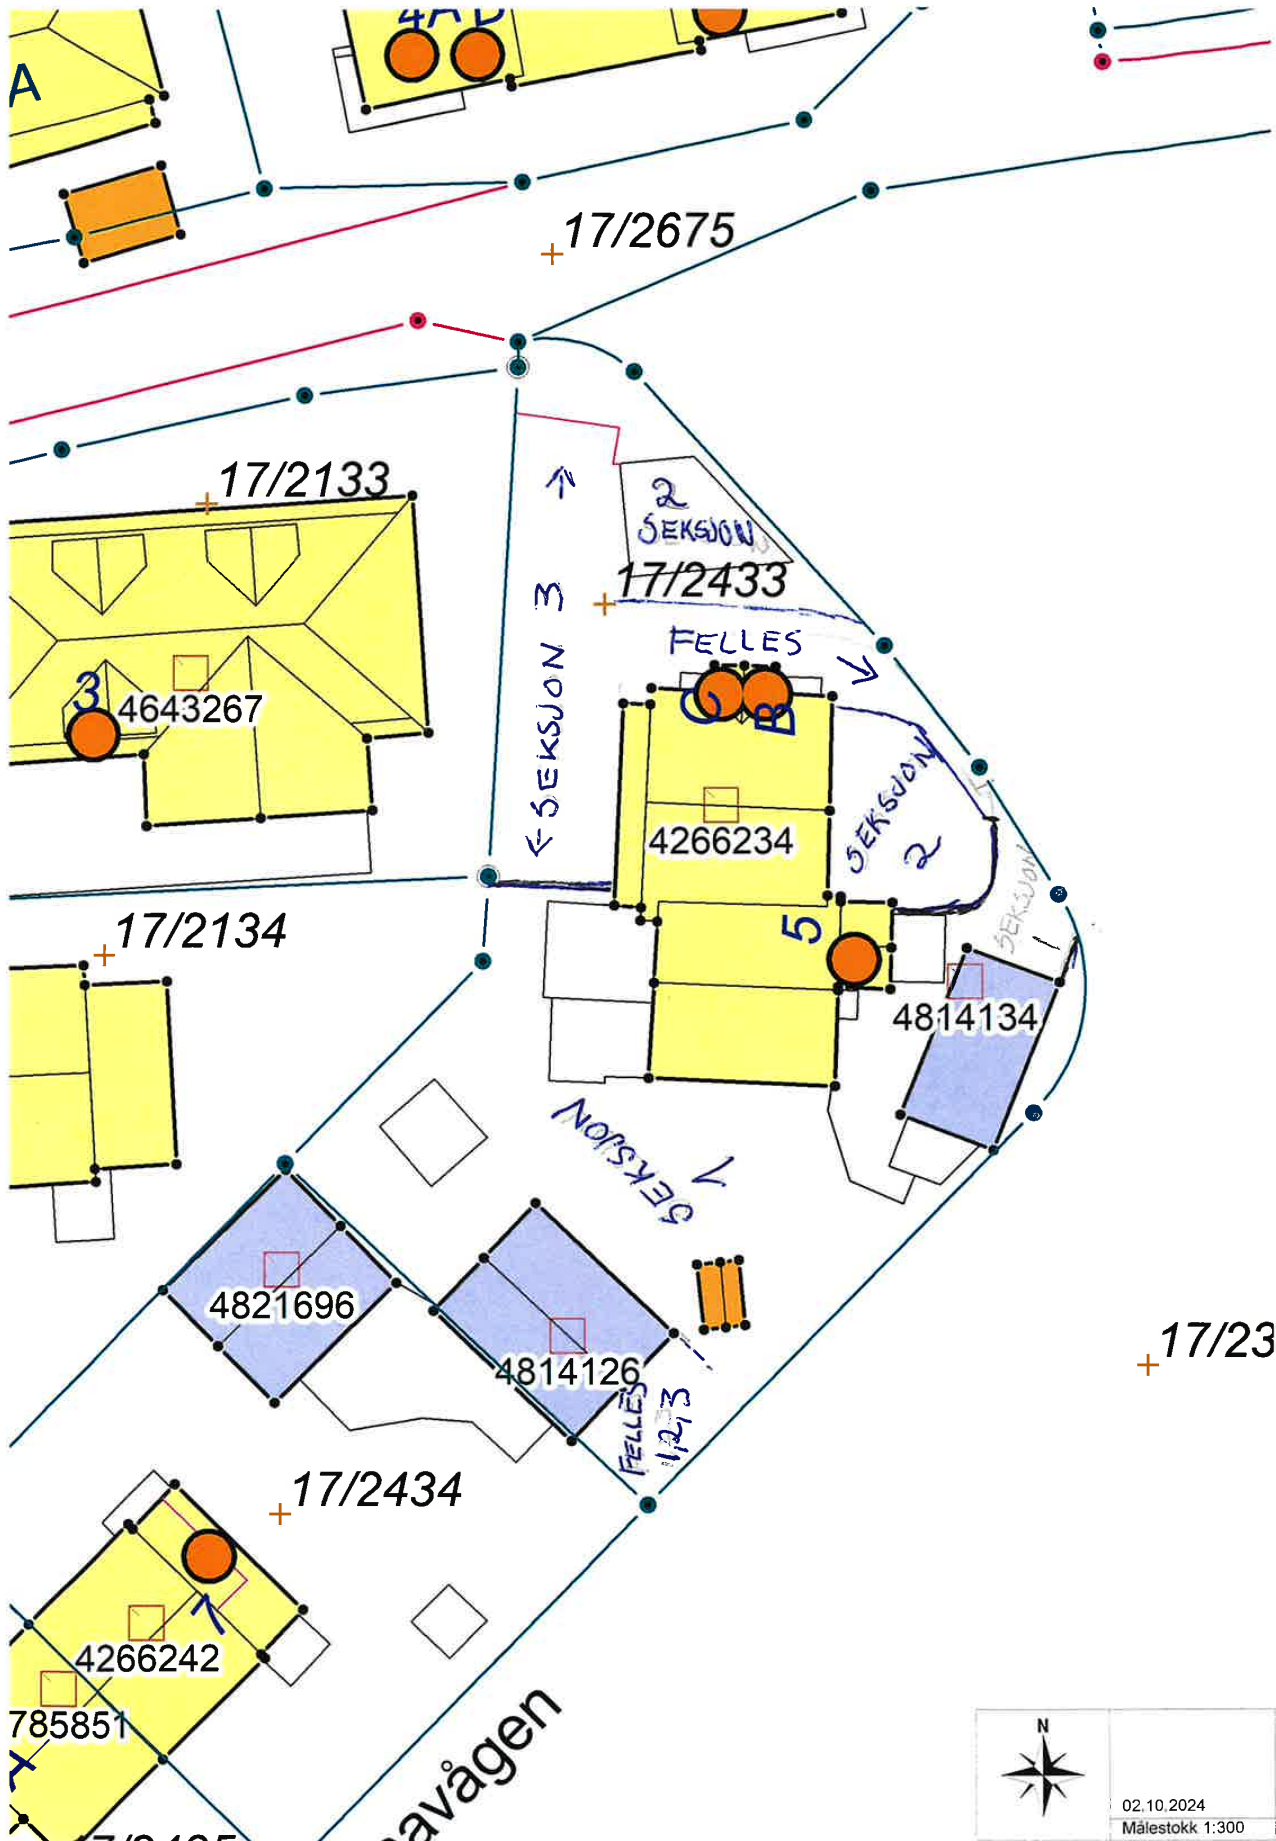 4A B
A
17/2675
17/2133
2
SEKSJON
17/2433
FELLES
← SEKSJON 3 →
3
4643267
C
B
4266234
SEKSJON
2
SEKSJON
1
17/2134
5
4814134
SEKSJON
1
4821696
4814126
FELLES
1,2,3
17/23
17/2434
1
4266242
785851
N
02.10.2024
Målestokk 1:300